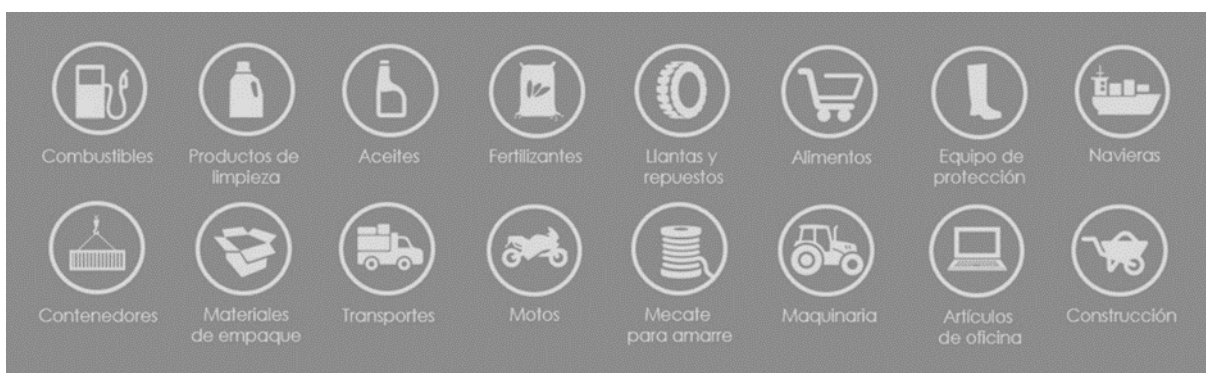 Combustibles
Productos de
limpieza
Aceites
Fertilizantes
Llantas y
repuestos
Alimentos
Equipo de
protección
Navieras
Contenedores
Materiales
de empaque
Transportes
Motos
Mecate
para amarre
Maquinaria
Artículos
de oficina
Construcción